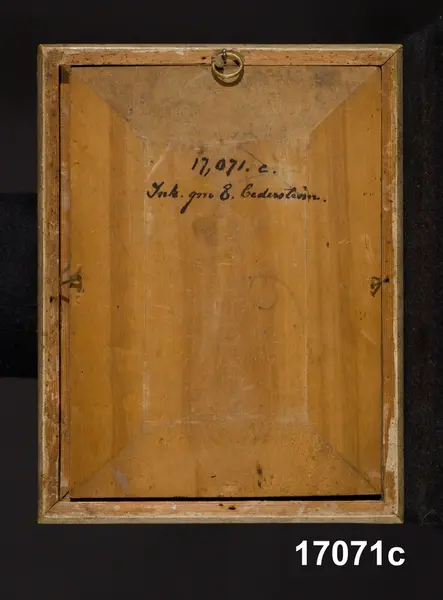 17,071. c.
Ink. gm E. Cederström.
17071c